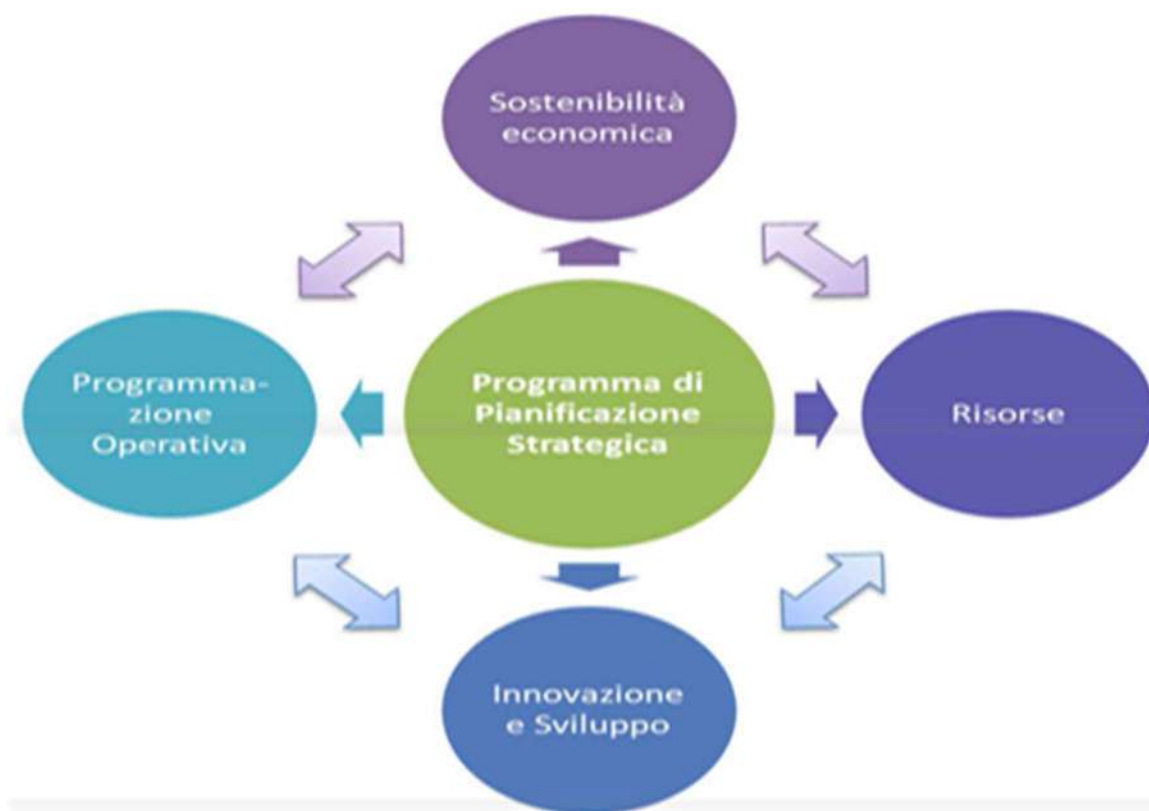 Sostenibilità
economica
Programma-
zione
Operativa
Programma di
Pianificazione
Strategica
Risorse
Innovazione
e Sviluppo